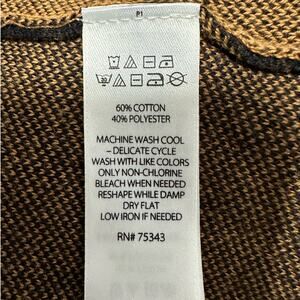 P1
60% COTTON
40% POLYESTER
MACHINE WASH COOL
– DELICATE CYCLE
WASH WITH LIKE COLORS
ONLY NON-CHLORINE
BLEACH WHEN NEEDED
RESHAPE WHILE DAMP
DRY FLAT
LOW IRON IF NEEDED
RN# 75343